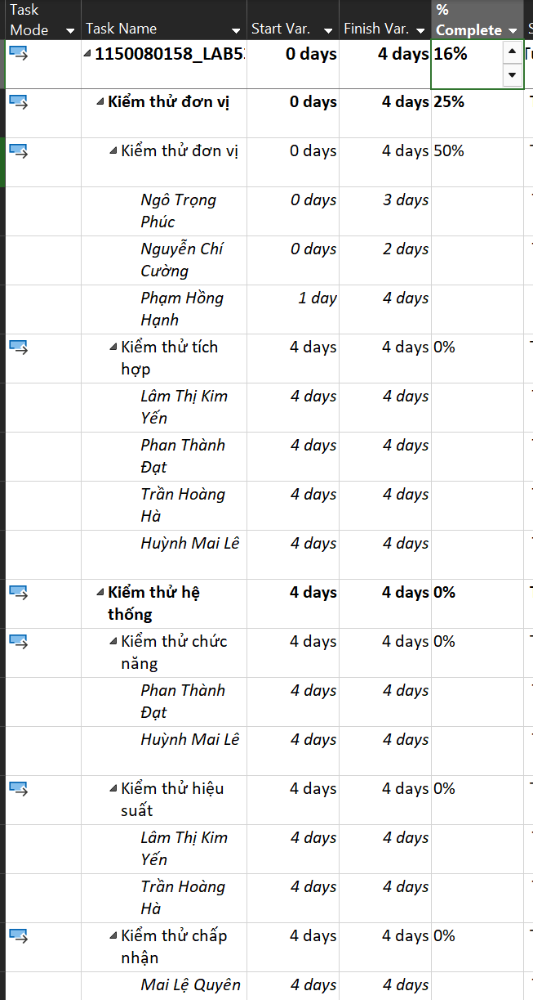 Task Mode Task Name Start Var. Finish Var. % Complete
1150080158_LAB5 0 days 4 days 16%
Kiểm thử đơn vị 0 days 4 days 25%
Kiểm thử đơn vị 0 days 4 days 50%
Ngô Trọng Phúc 0 days 3 days
Nguyễn Chí Cường 0 days 2 days
Phạm Hồng Hạnh 1 day 4 days
Kiểm thử tích hợp 4 days 4 days 0%
Lâm Thị Kim Yến 4 days 4 days
Phan Thành Đạt 4 days 4 days
Trần Hoàng Hà 4 days 4 days
Huỳnh Mai Lê 4 days 4 days
Kiểm thử hệ thống 4 days 4 days 0%
Kiểm thử chức năng 4 days 4 days 0%
Phan Thành Đạt 4 days 4 days
Huỳnh Mai Lê 4 days 4 days
Kiểm thử hiệu suất 4 days 4 days 0%
Lâm Thị Kim Yến 4 days 4 days
Trần Hoàng Hà 4 days 4 days
Kiểm thử chấp nhận 4 days 4 days 0%
Mai Lệ Quyên 4 days 4 days